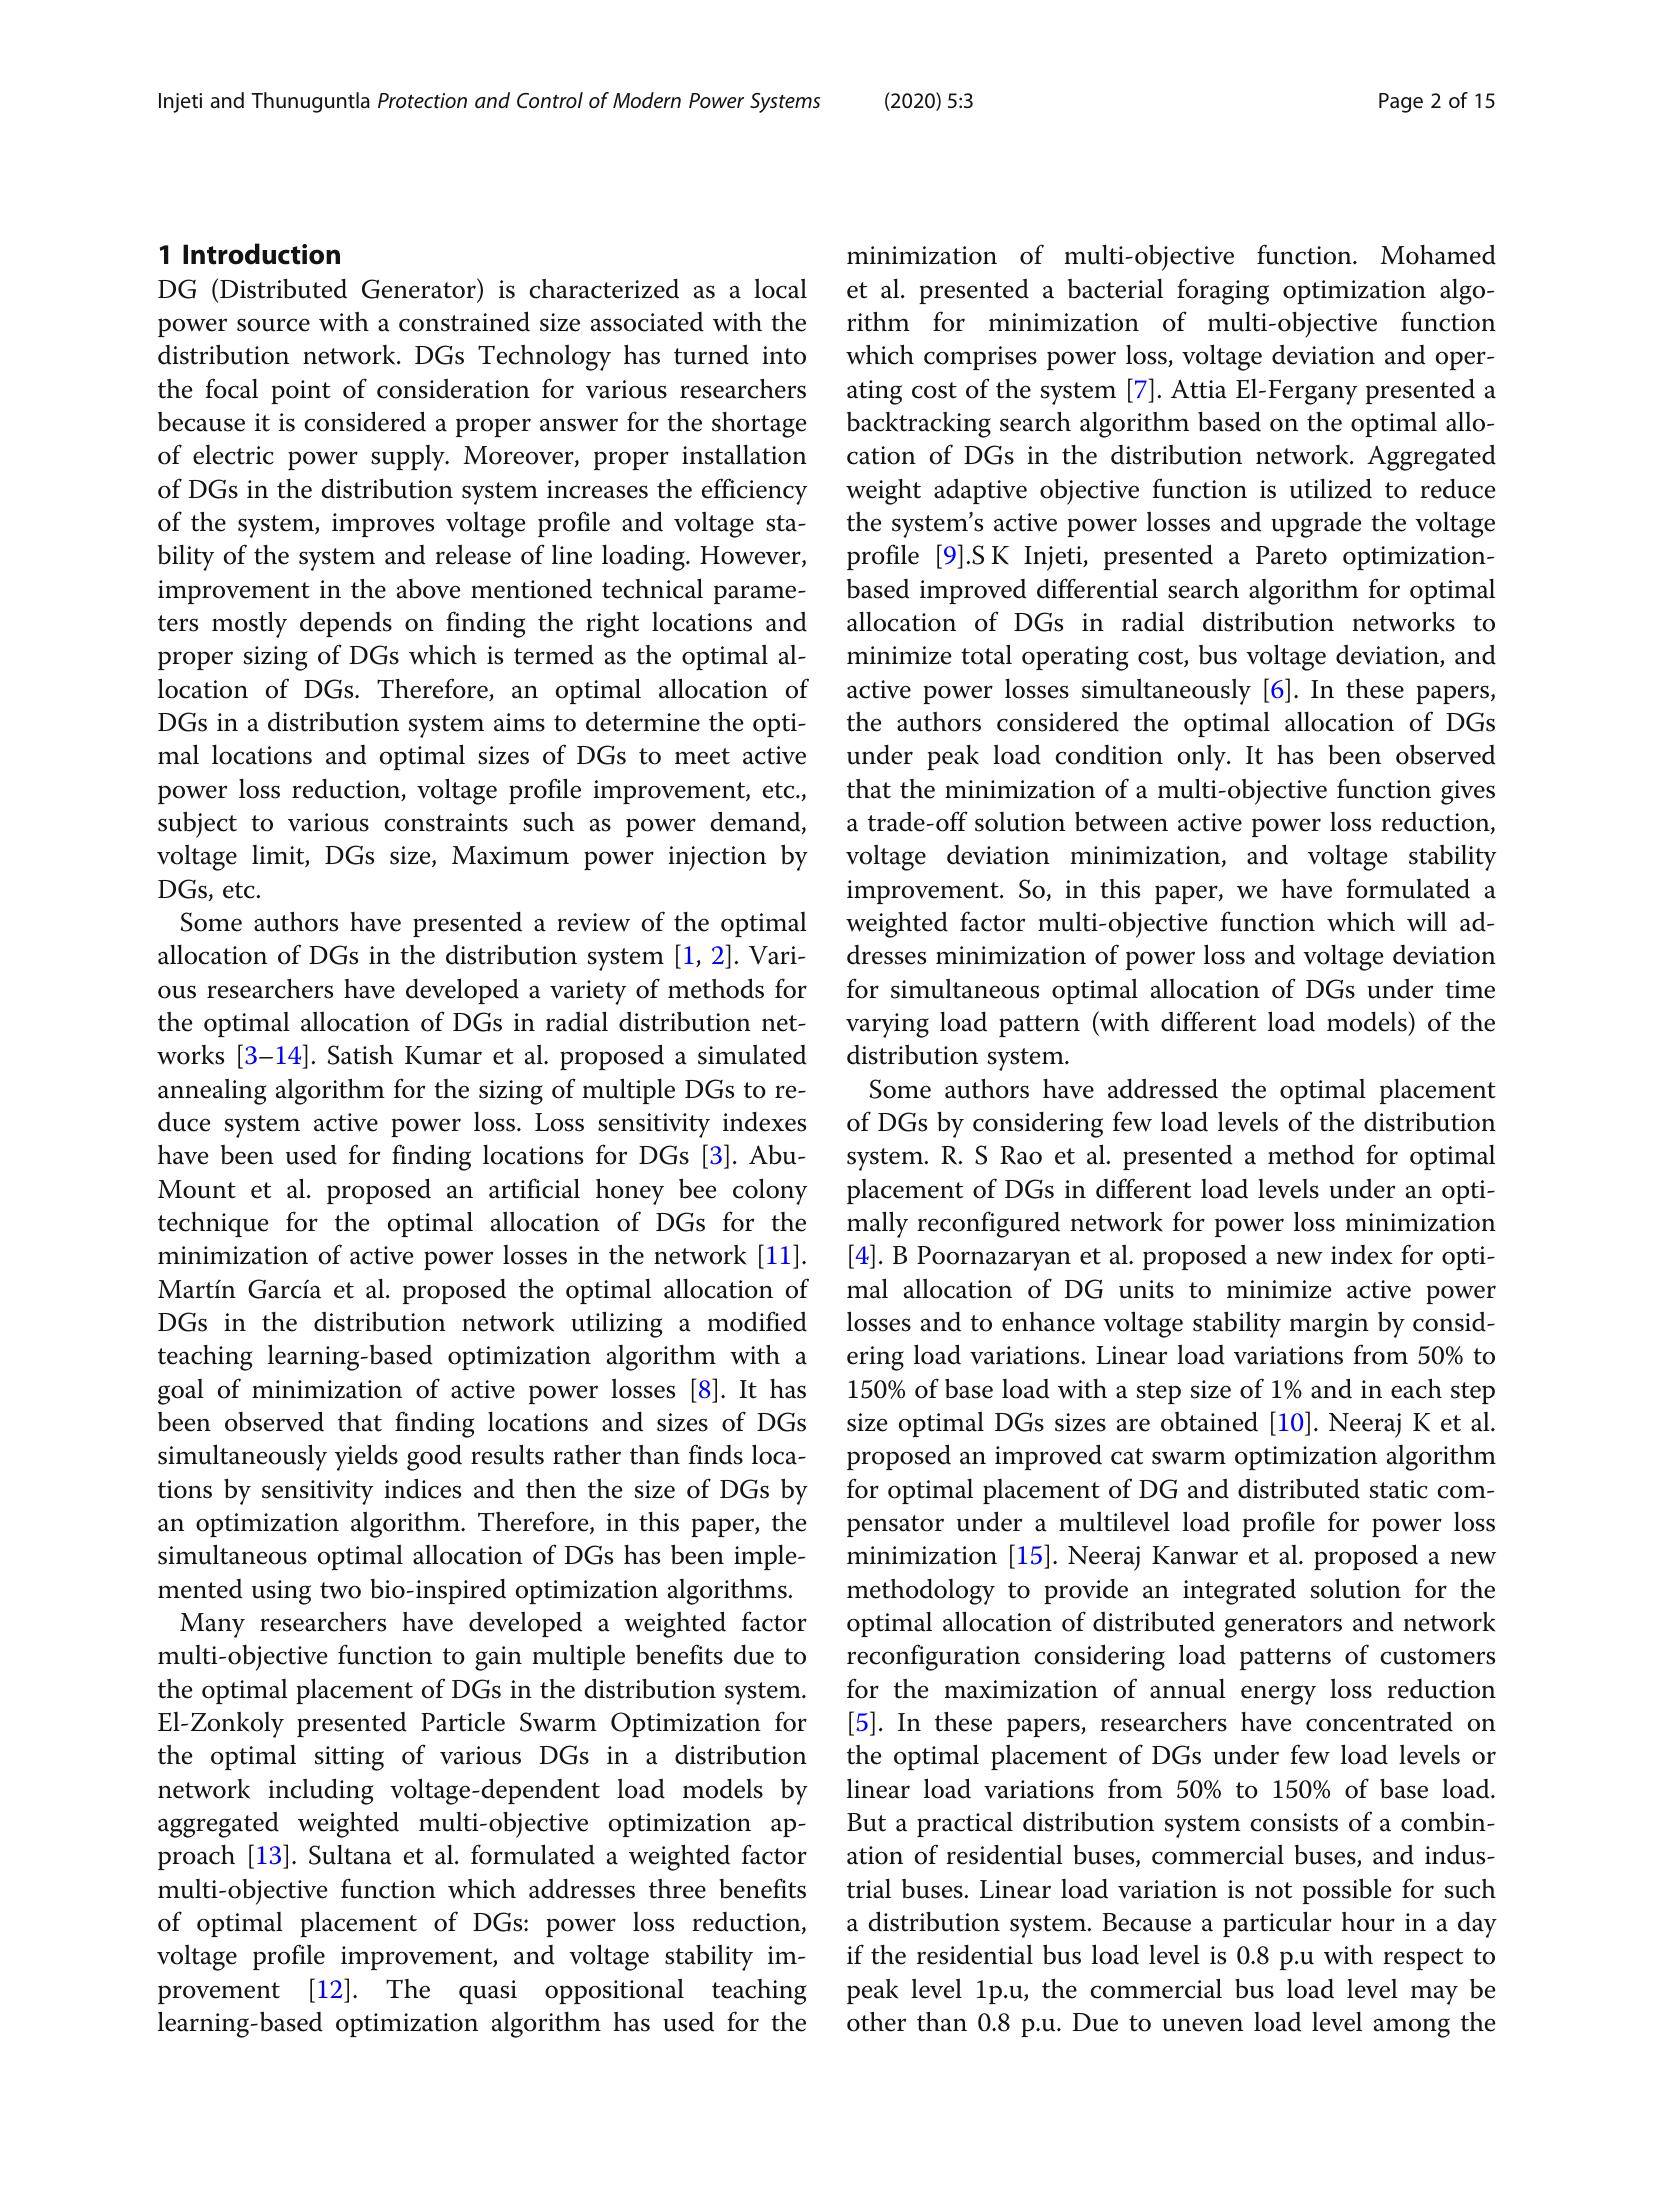 Injeti and Thunuguntla Protection and Control of Modern Power Systems (2020) 5:3 Page 2 of 15
1 Introduction
DG (Distributed Generator) is characterized as a local
power source with a constrained size associated with the
distribution network. DGs Technology has turned into
the focal point of consideration for various researchers
because it is considered a proper answer for the shortage
of electric power supply. Moreover, proper installation
of DGs in the distribution system increases the efficiency
of the system, improves voltage profile and voltage sta-
bility of the system and release of line loading. However,
improvement in the above mentioned technical parame-
ters mostly depends on finding the right locations and
proper sizing of DGs which is termed as the optimal al-
location of DGs. Therefore, an optimal allocation of
DGs in a distribution system aims to determine the opti-
mal locations and optimal sizes of DGs to meet active
power loss reduction, voltage profile improvement, etc.,
subject to various constraints such as power demand,
voltage limit, DGs size, Maximum power injection by
DGs, etc.
Some authors have presented a review of the optimal
allocation of DGs in the distribution system [1, 2]. Vari-
ous researchers have developed a variety of methods for
the optimal allocation of DGs in radial distribution net-
works [3–14]. Satish Kumar et al. proposed a simulated
annealing algorithm for the sizing of multiple DGs to re-
duce system active power loss. Loss sensitivity indexes
have been used for finding locations for DGs [3]. Abu-
Mount et al. proposed an artificial honey bee colony
technique for the optimal allocation of DGs for the
minimization of active power losses in the network [11].
Martín García et al. proposed the optimal allocation of
DGs in the distribution network utilizing a modified
teaching learning-based optimization algorithm with a
goal of minimization of active power losses [8]. It has
been observed that finding locations and sizes of DGs
simultaneously yields good results rather than finds loca-
tions by sensitivity indices and then the size of DGs by
an optimization algorithm. Therefore, in this paper, the
simultaneous optimal allocation of DGs has been imple-
mented using two bio-inspired optimization algorithms.
Many researchers have developed a weighted factor
multi-objective function to gain multiple benefits due to
the optimal placement of DGs in the distribution system.
El-Zonkoly presented Particle Swarm Optimization for
the optimal sitting of various DGs in a distribution
network including voltage-dependent load models by
aggregated weighted multi-objective optimization ap-
proach [13]. Sultana et al. formulated a weighted factor
multi-objective function which addresses three benefits
of optimal placement of DGs: power loss reduction,
voltage profile improvement, and voltage stability im-
provement [12]. The quasi oppositional teaching
learning-based optimization algorithm has used for the
minimization of multi-objective function. Mohamed
et al. presented a bacterial foraging optimization algo-
rithm for minimization of multi-objective function
which comprises power loss, voltage deviation and oper-
ating cost of the system [7]. Attia El-Fergany presented a
backtracking search algorithm based on the optimal allo-
cation of DGs in the distribution network. Aggregated
weight adaptive objective function is utilized to reduce
the system’s active power losses and upgrade the voltage
profile [9].S K Injeti, presented a Pareto optimization-
based improved differential search algorithm for optimal
allocation of DGs in radial distribution networks to
minimize total operating cost, bus voltage deviation, and
active power losses simultaneously [6]. In these papers,
the authors considered the optimal allocation of DGs
under peak load condition only. It has been observed
that the minimization of a multi-objective function gives
a trade-off solution between active power loss reduction,
voltage deviation minimization, and voltage stability
improvement. So, in this paper, we have formulated a
weighted factor multi-objective function which will ad-
dresses minimization of power loss and voltage deviation
for simultaneous optimal allocation of DGs under time
varying load pattern (with different load models) of the
distribution system.
Some authors have addressed the optimal placement
of DGs by considering few load levels of the distribution
system. R. S Rao et al. presented a method for optimal
placement of DGs in different load levels under an opti-
mally reconfigured network for power loss minimization
[4]. B Poornazaryan et al. proposed a new index for opti-
mal allocation of DG units to minimize active power
losses and to enhance voltage stability margin by consid-
ering load variations. Linear load variations from 50% to
150% of base load with a step size of 1% and in each step
size optimal DGs sizes are obtained [10]. Neeraj K et al.
proposed an improved cat swarm optimization algorithm
for optimal placement of DG and distributed static com-
pensator under a multilevel load profile for power loss
minimization [15]. Neeraj Kanwar et al. proposed a new
methodology to provide an integrated solution for the
optimal allocation of distributed generators and network
reconfiguration considering load patterns of customers
for the maximization of annual energy loss reduction
[5]. In these papers, researchers have concentrated on
the optimal placement of DGs under few load levels or
linear load variations from 50% to 150% of base load.
But a practical distribution system consists of a combin-
ation of residential buses, commercial buses, and indus-
trial buses. Linear load variation is not possible for such
a distribution system. Because a particular hour in a day
if the residential bus load level is 0.8 p.u with respect to
peak level 1p.u, the commercial bus load level may be
other than 0.8 p.u. Due to uneven load level among the